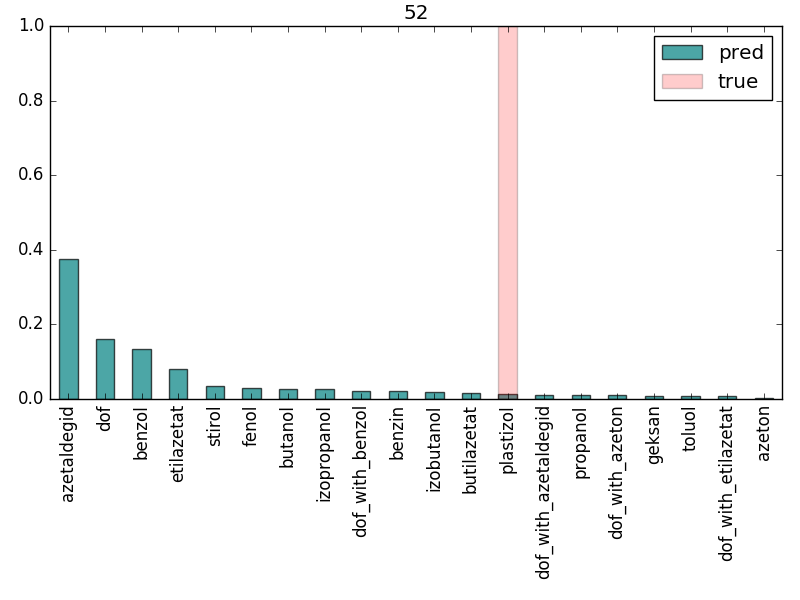 52
1.0
0.8
0.6
0.4
0.2
0.0
pred
true
azetaldegid
dof
benzol
etilazetat
stirol
fenol
butanol
izopropanol
dof_with_benzol
benzin
izobutanol
butilazetat
plastizol
dof_with_azetaldegid
propanol
dof_with_azeton
geksan
toluol
dof_with_etilazetat
azeton